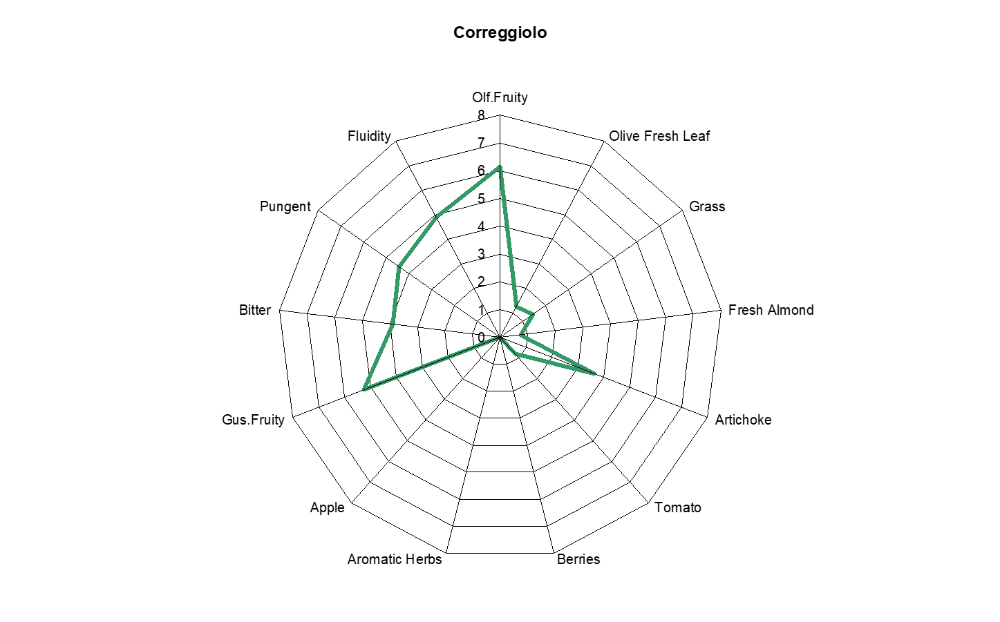 Correggiolo
Olf.Fruity
8
Fluidity
Olive Fresh Leaf
7
6
Pungent
5
Grass
4
3
2
Bitter
1
Fresh Almond
0
Gus.Fruity
Artichoke
Apple
Tomato
Aromatic Herbs
Berries